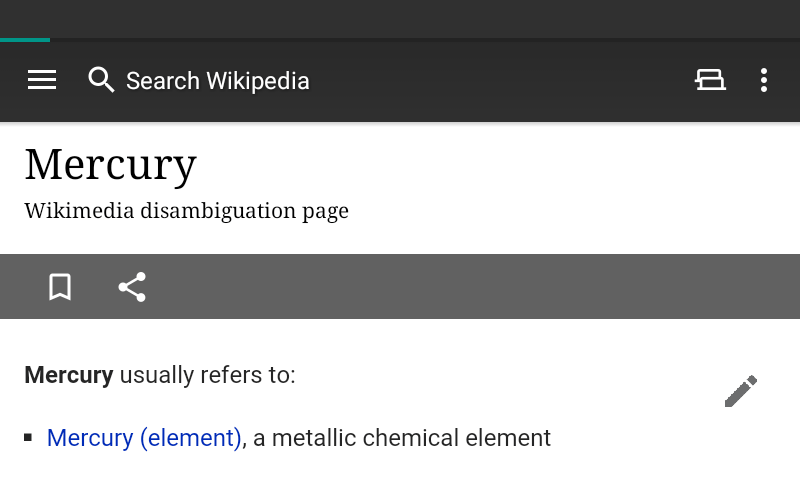 Search Wikipedia
Mercury
Wikimedia disambiguation page
Mercury usually refers to:
Mercury (element), a metallic chemical element